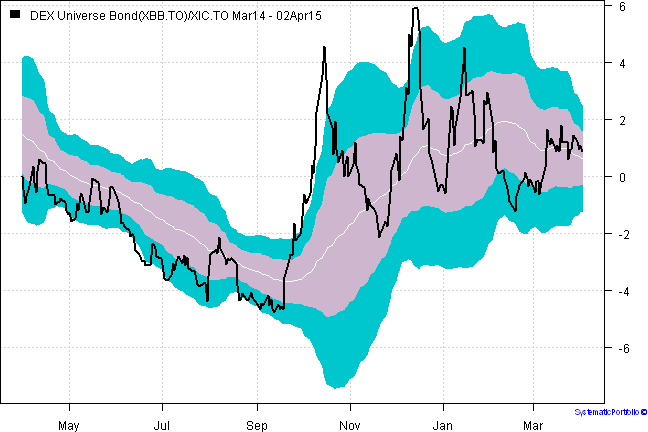 DEX Universe Bond(XBB.TO)/XIC.TO Mar14 - 02Apr15
6
4
2
0
-2
-4
-6
May Jul Sep Nov Jan Mar
SystematicPortfolio ©